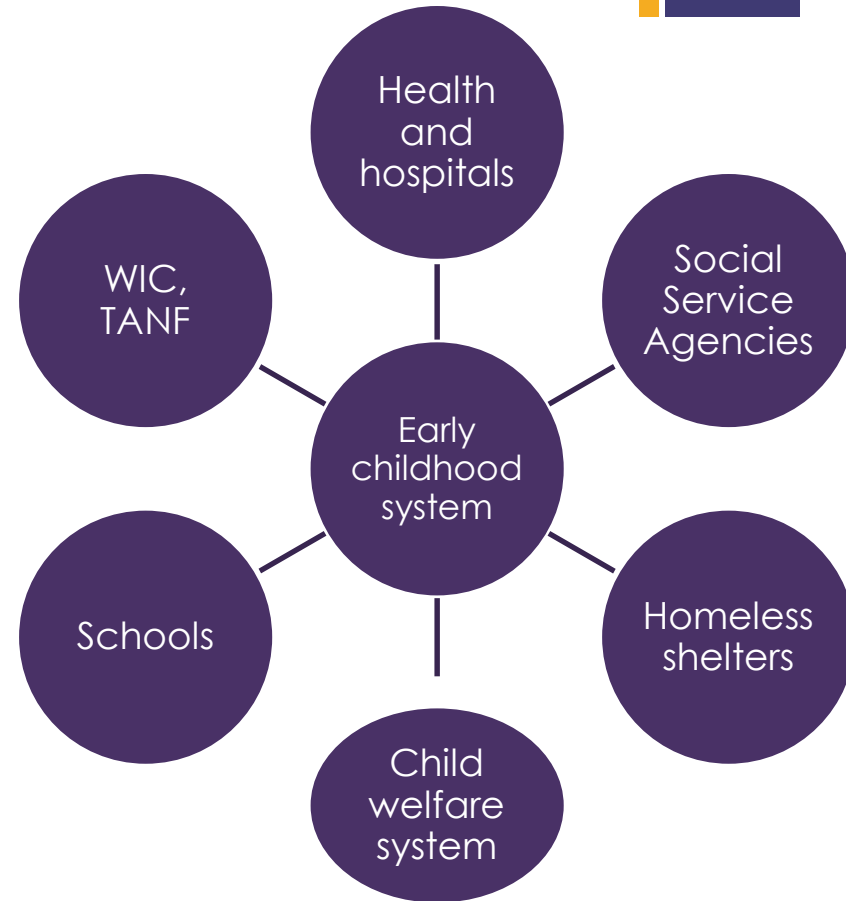 Health
and
hospitals
WIC,
TANF
Social
Service
Agencies
Early
childhood
system
Schools
Homeless
shelters
Child
welfare
system